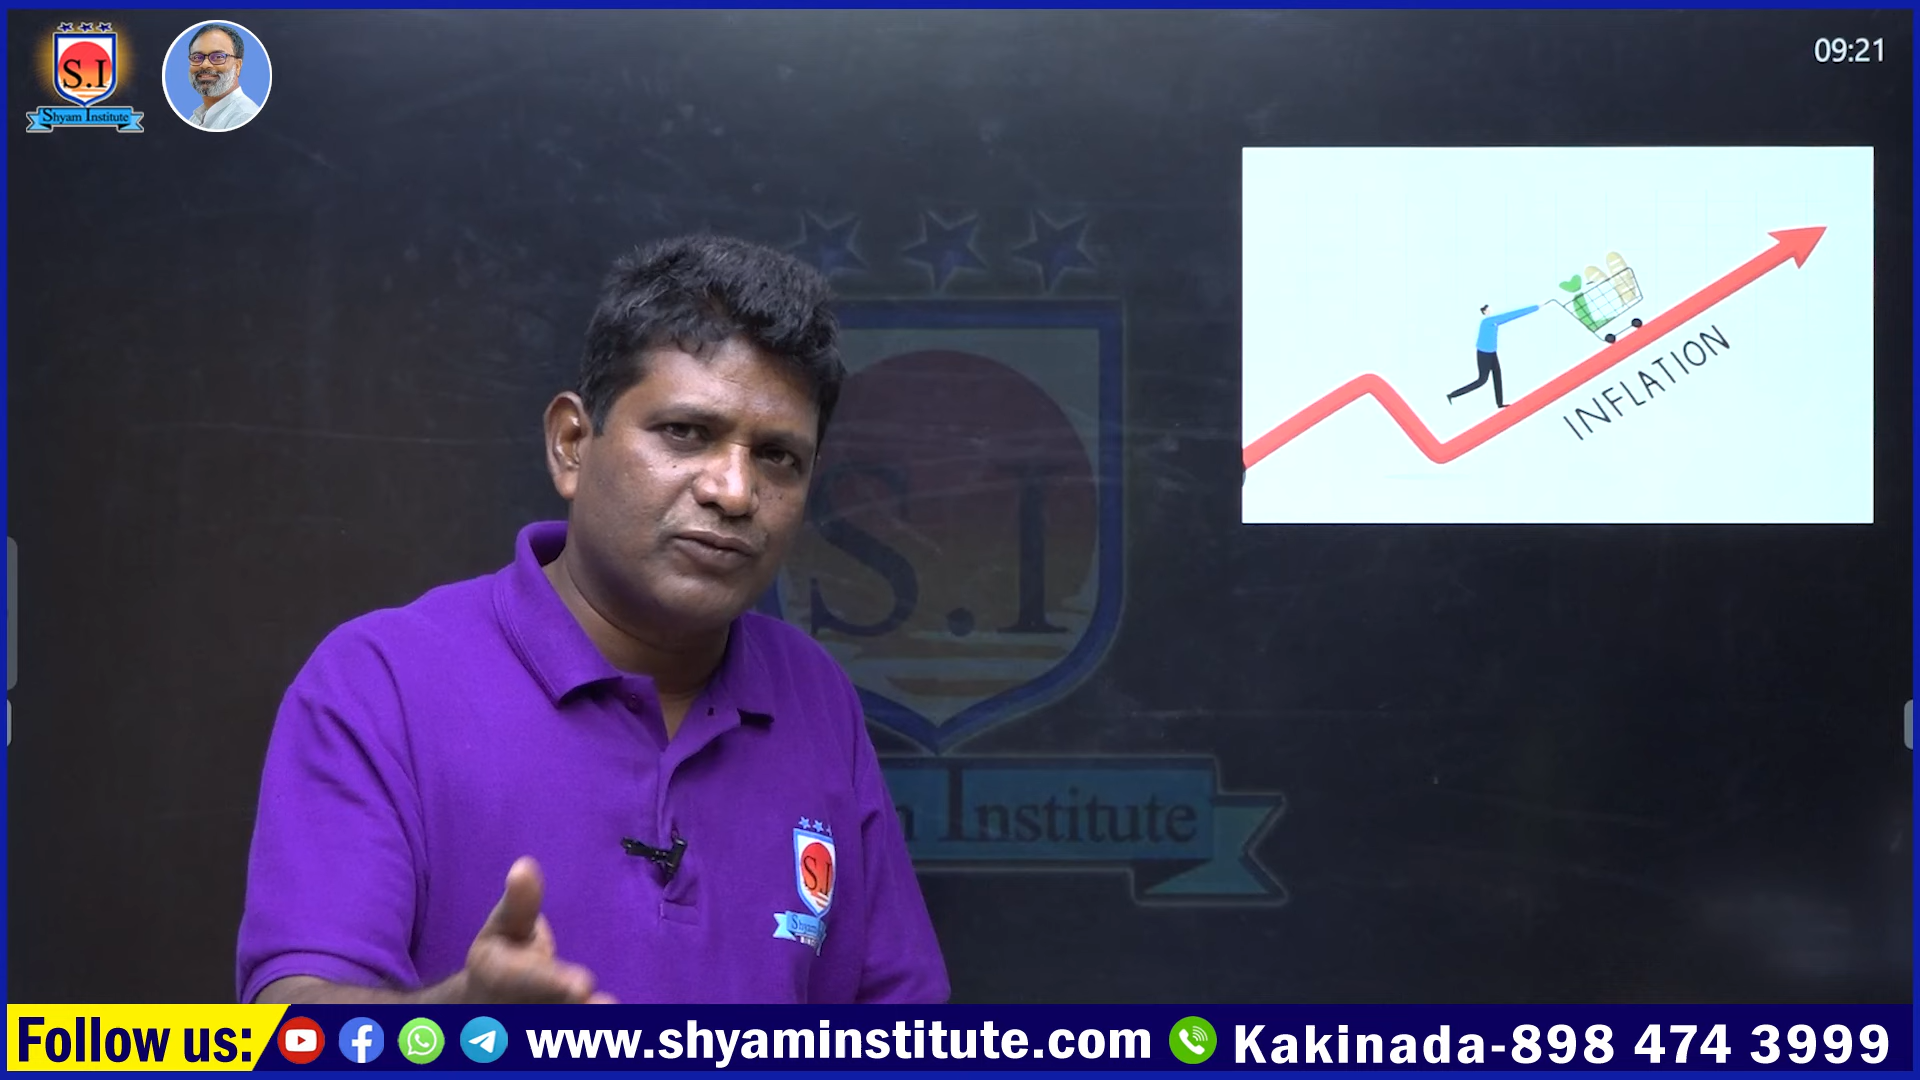 S.I
Shyam Institute
09:21
INFLATION
S.I
Institute
S.I
Follow us:
www.shyaminstitute.com
Kakinada-898 474 3999